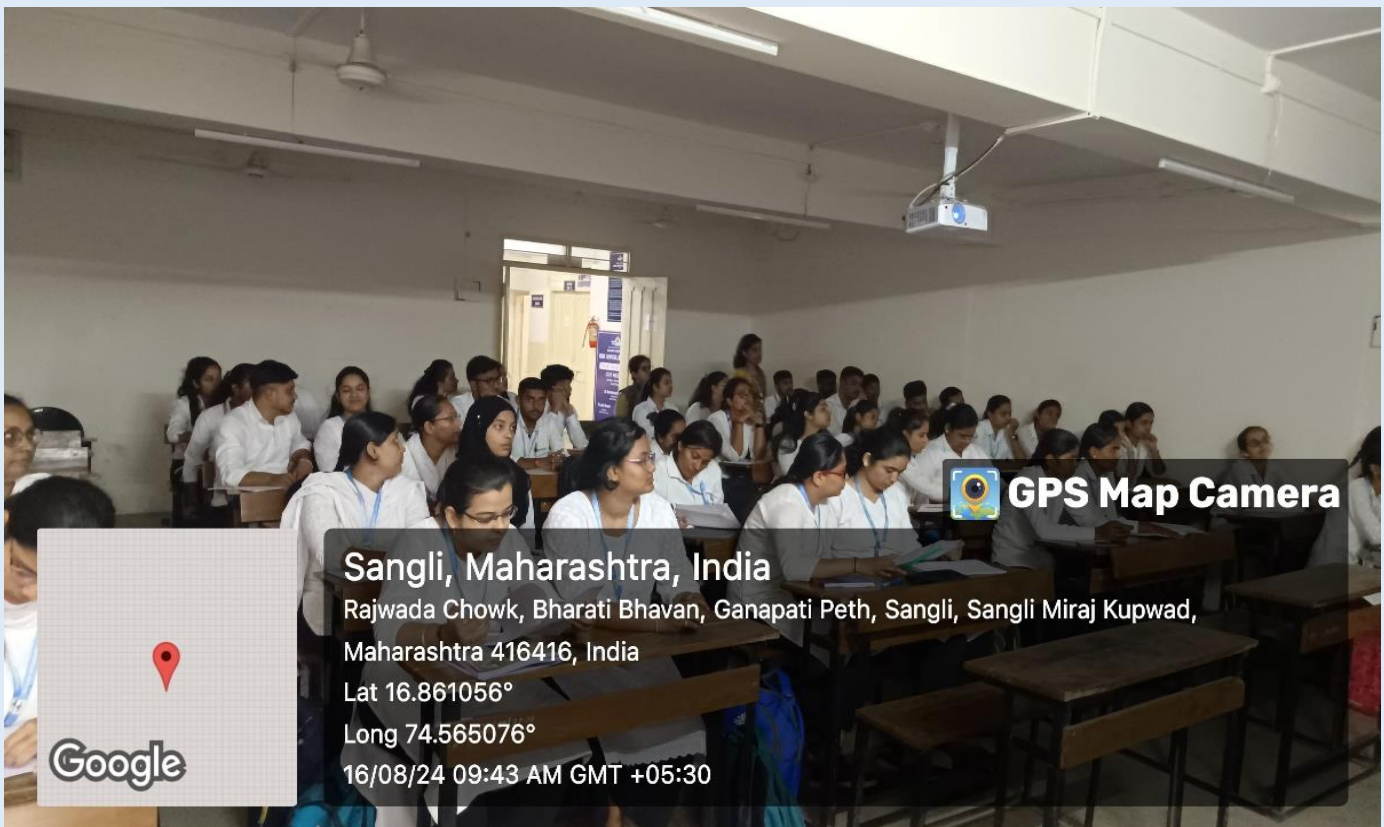 GPS Map Camera
Sangli, Maharashtra, India
Rajwada Chowk, Bharati Bhavan, Ganapati Peth, Sangli, Sangli Miraj Kupwad,
Maharashtra 416416, India
Lat 16.861056°
Long 74.565076°
16/08/24 09:43 AM GMT +05:30
Google